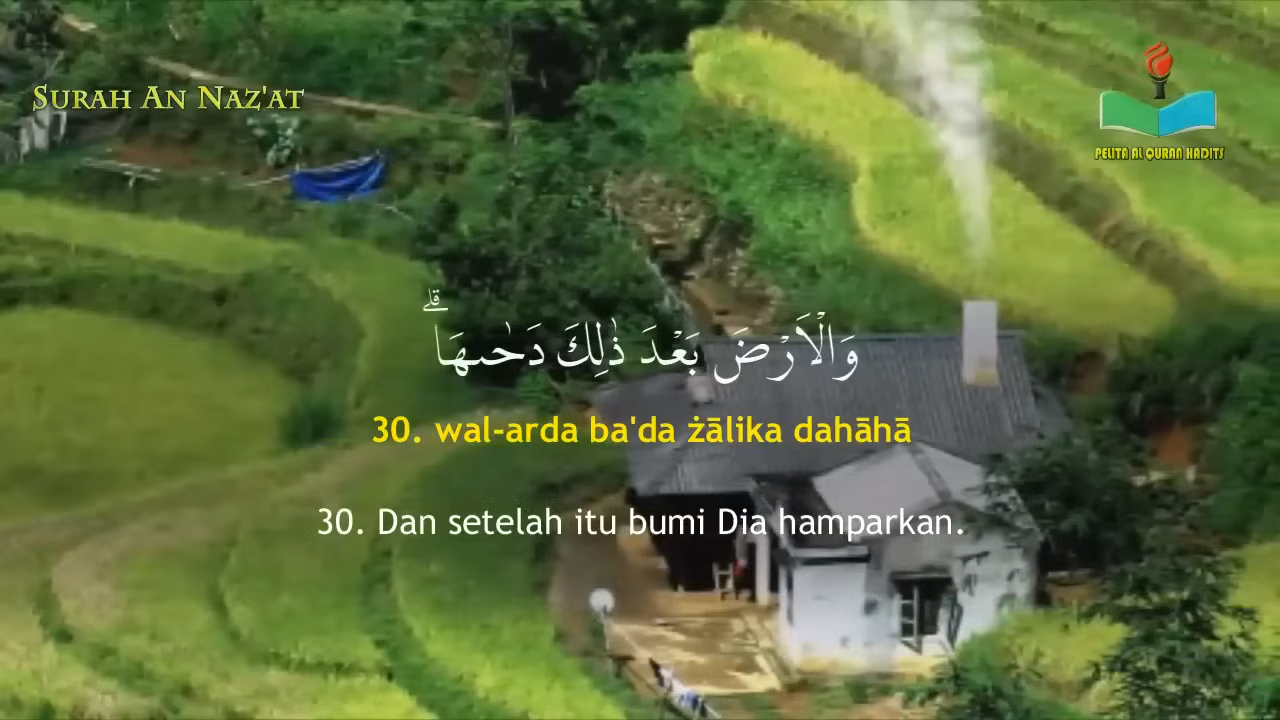 SURAH AN NAZ'AT
PELITA AL QURAN HADITS
وَالْاَرْضَ بَعْدَ ذٰلِكَ دَحٰىهَاۗ
30. wal-arda ba'da żālika dahāhā
30. Dan setelah itu bumi Dia hamparkan.